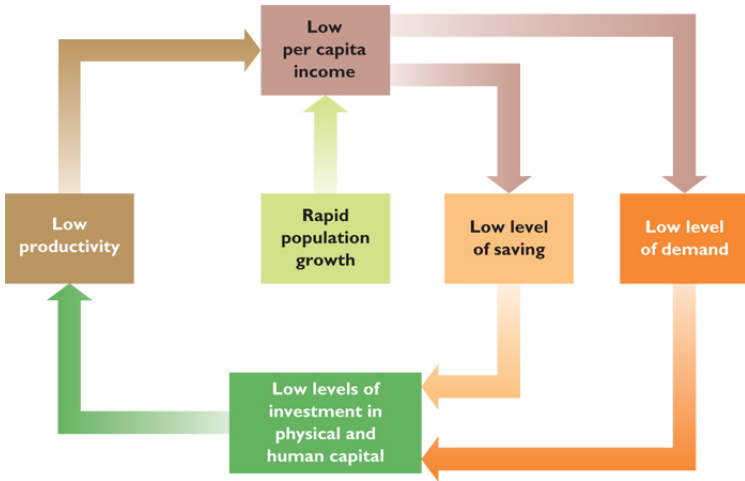 Low
per capita
income
Low
productivity
Rapid
population
growth
Low level
of saving
Low level
of demand
Low levels of
investment in
physical and
human capital